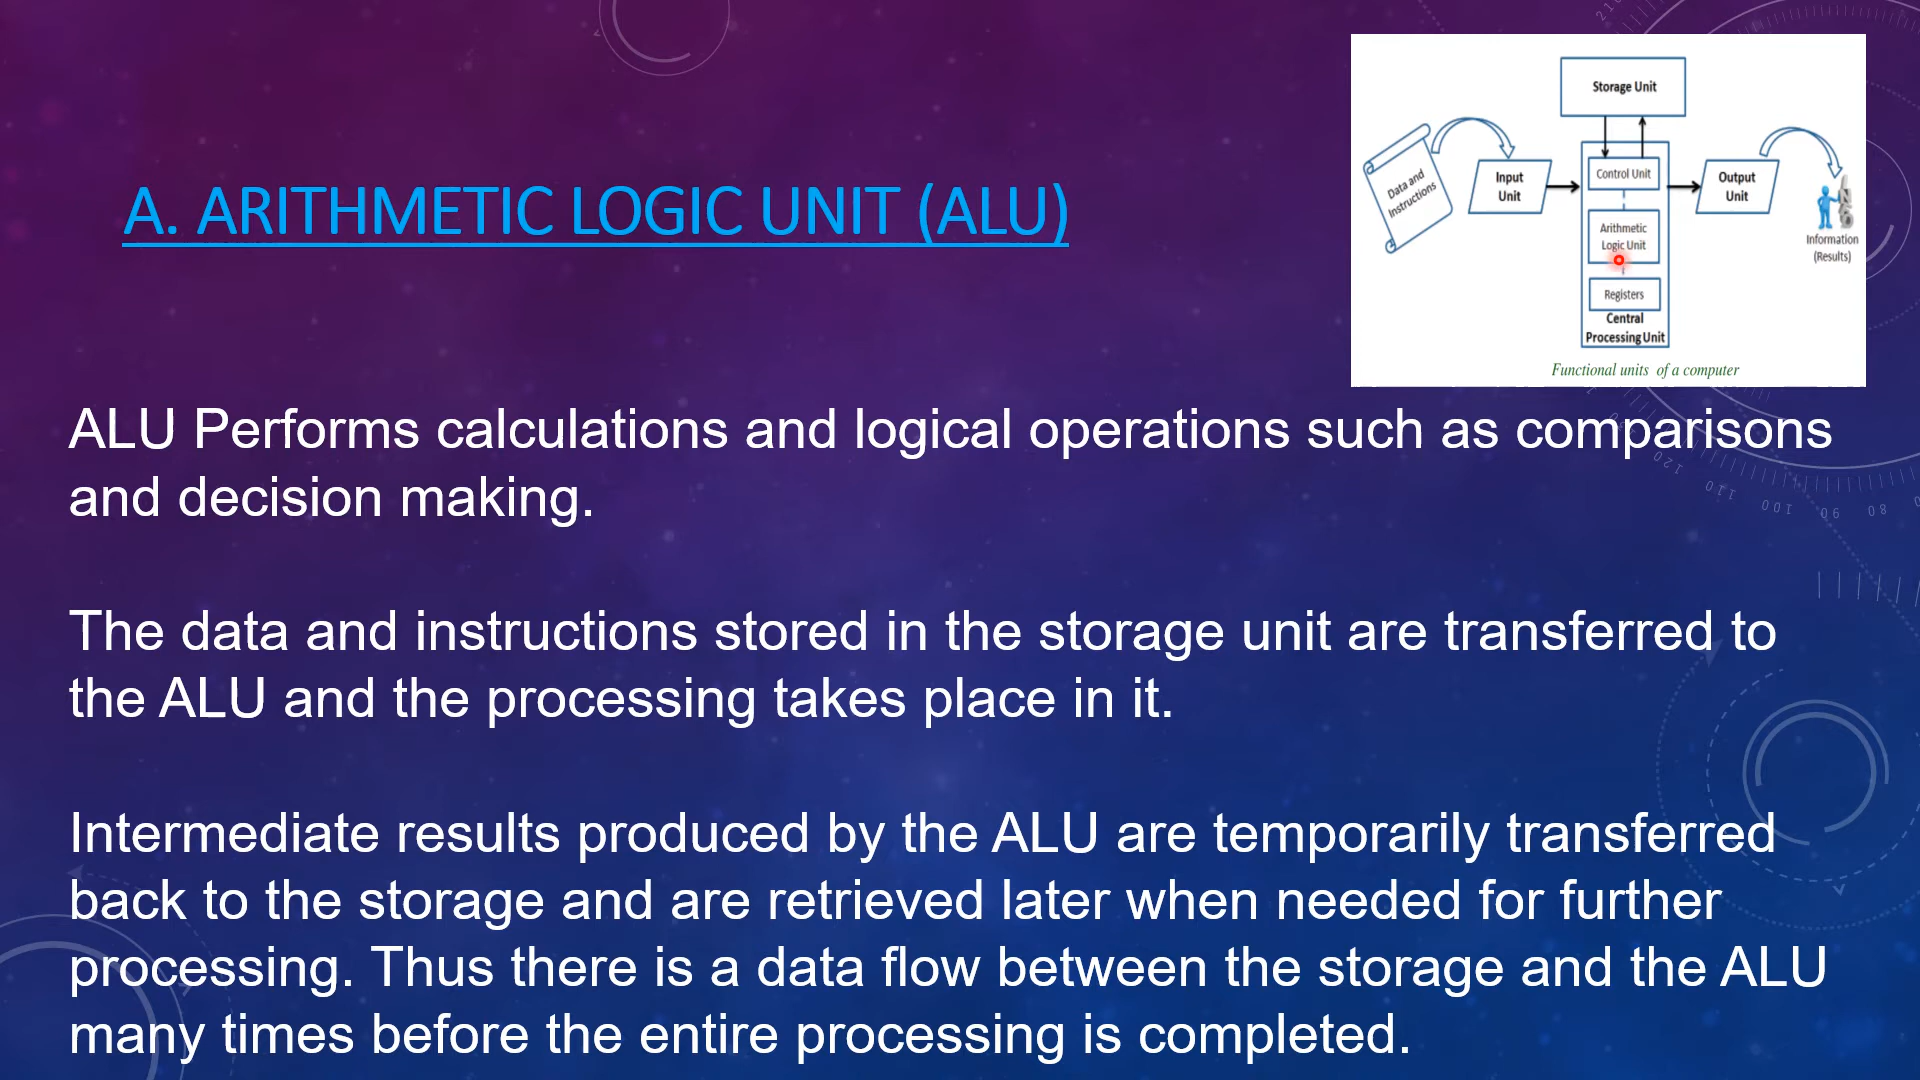 A. ARITHMETIC LOGIC UNIT (ALU)
Storage Unit
Data and
Instructions
Input
Unit
Control Unit
Arithmetic
Logic Unit
Registers
Central
Processing Unit
Output
Unit
Information
(Results)
Functional units of a computer
ALU Performs calculations and logical operations such as comparisons
and decision making.
The data and instructions stored in the storage unit are transferred to
the ALU and the processing takes place in it.
Intermediate results produced by the ALU are temporarily transferred
back to the storage and are retrieved later when needed for further
processing. Thus there is a data flow between the storage and the ALU
many times before the entire processing is completed.
120
110
100
90
80